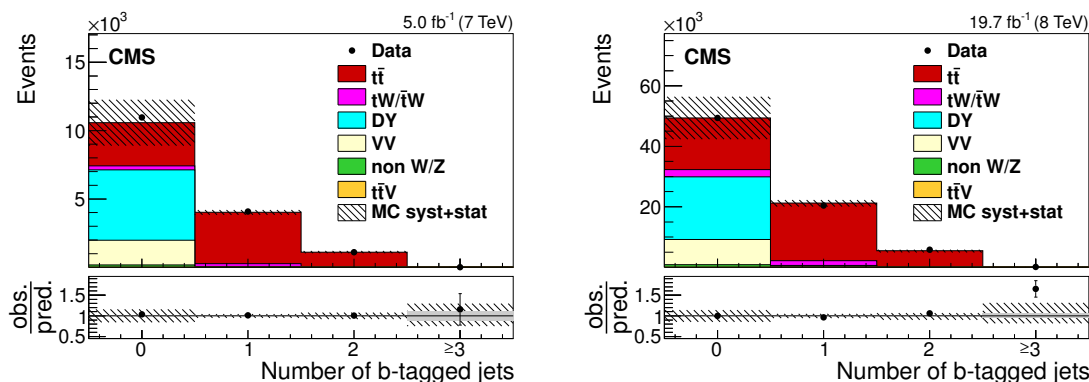 ×10³ 5.0 fb⁻¹ (7 TeV)
Events
15
10
5
0
CMS
Data
tt̄
tW/t̄W
DY
VV
non W/Z
tt̄V
MC syst+stat
obs.
pred.
1.5
1
0.5
0 1 2 ≥3
Number of b-tagged jets
×10³ 19.7 fb⁻¹ (8 TeV)
Events
60
40
20
0
CMS
Data
tt̄
tW/t̄W
DY
VV
non W/Z
tt̄V
MC syst+stat
obs.
pred.
1.5
1
0.5
0 1 2 ≥3
Number of b-tagged jets